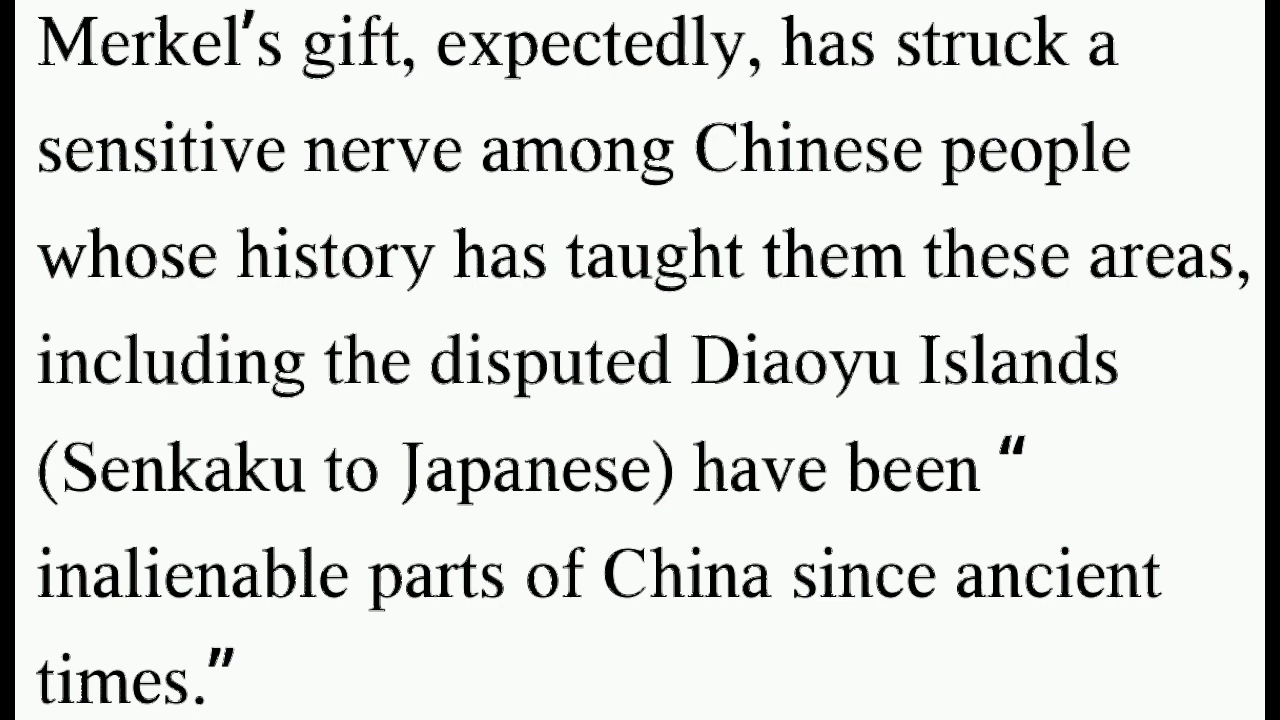 Merkel's gift, expectedly, has struck a
sensitive nerve among Chinese people
whose history has taught them these areas,
including the disputed Diaoyu Islands
(Senkaku to Japanese) have been “
inalienable parts of China since ancient
times.”